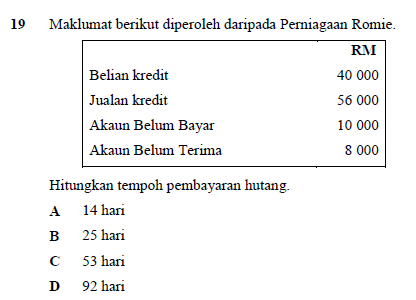 19 Maklumat berikut diperoleh daripada Perniagaan Romie.
RM
Belian kredit 40 000
Jualan kredit 56 000
Akaun Belum Bayar 10 000
Akaun Belum Terima 8 000
Hitungkan tempoh pembayaran hutang.
A 14 hari
B 25 hari
C 53 hari
D 92 hari